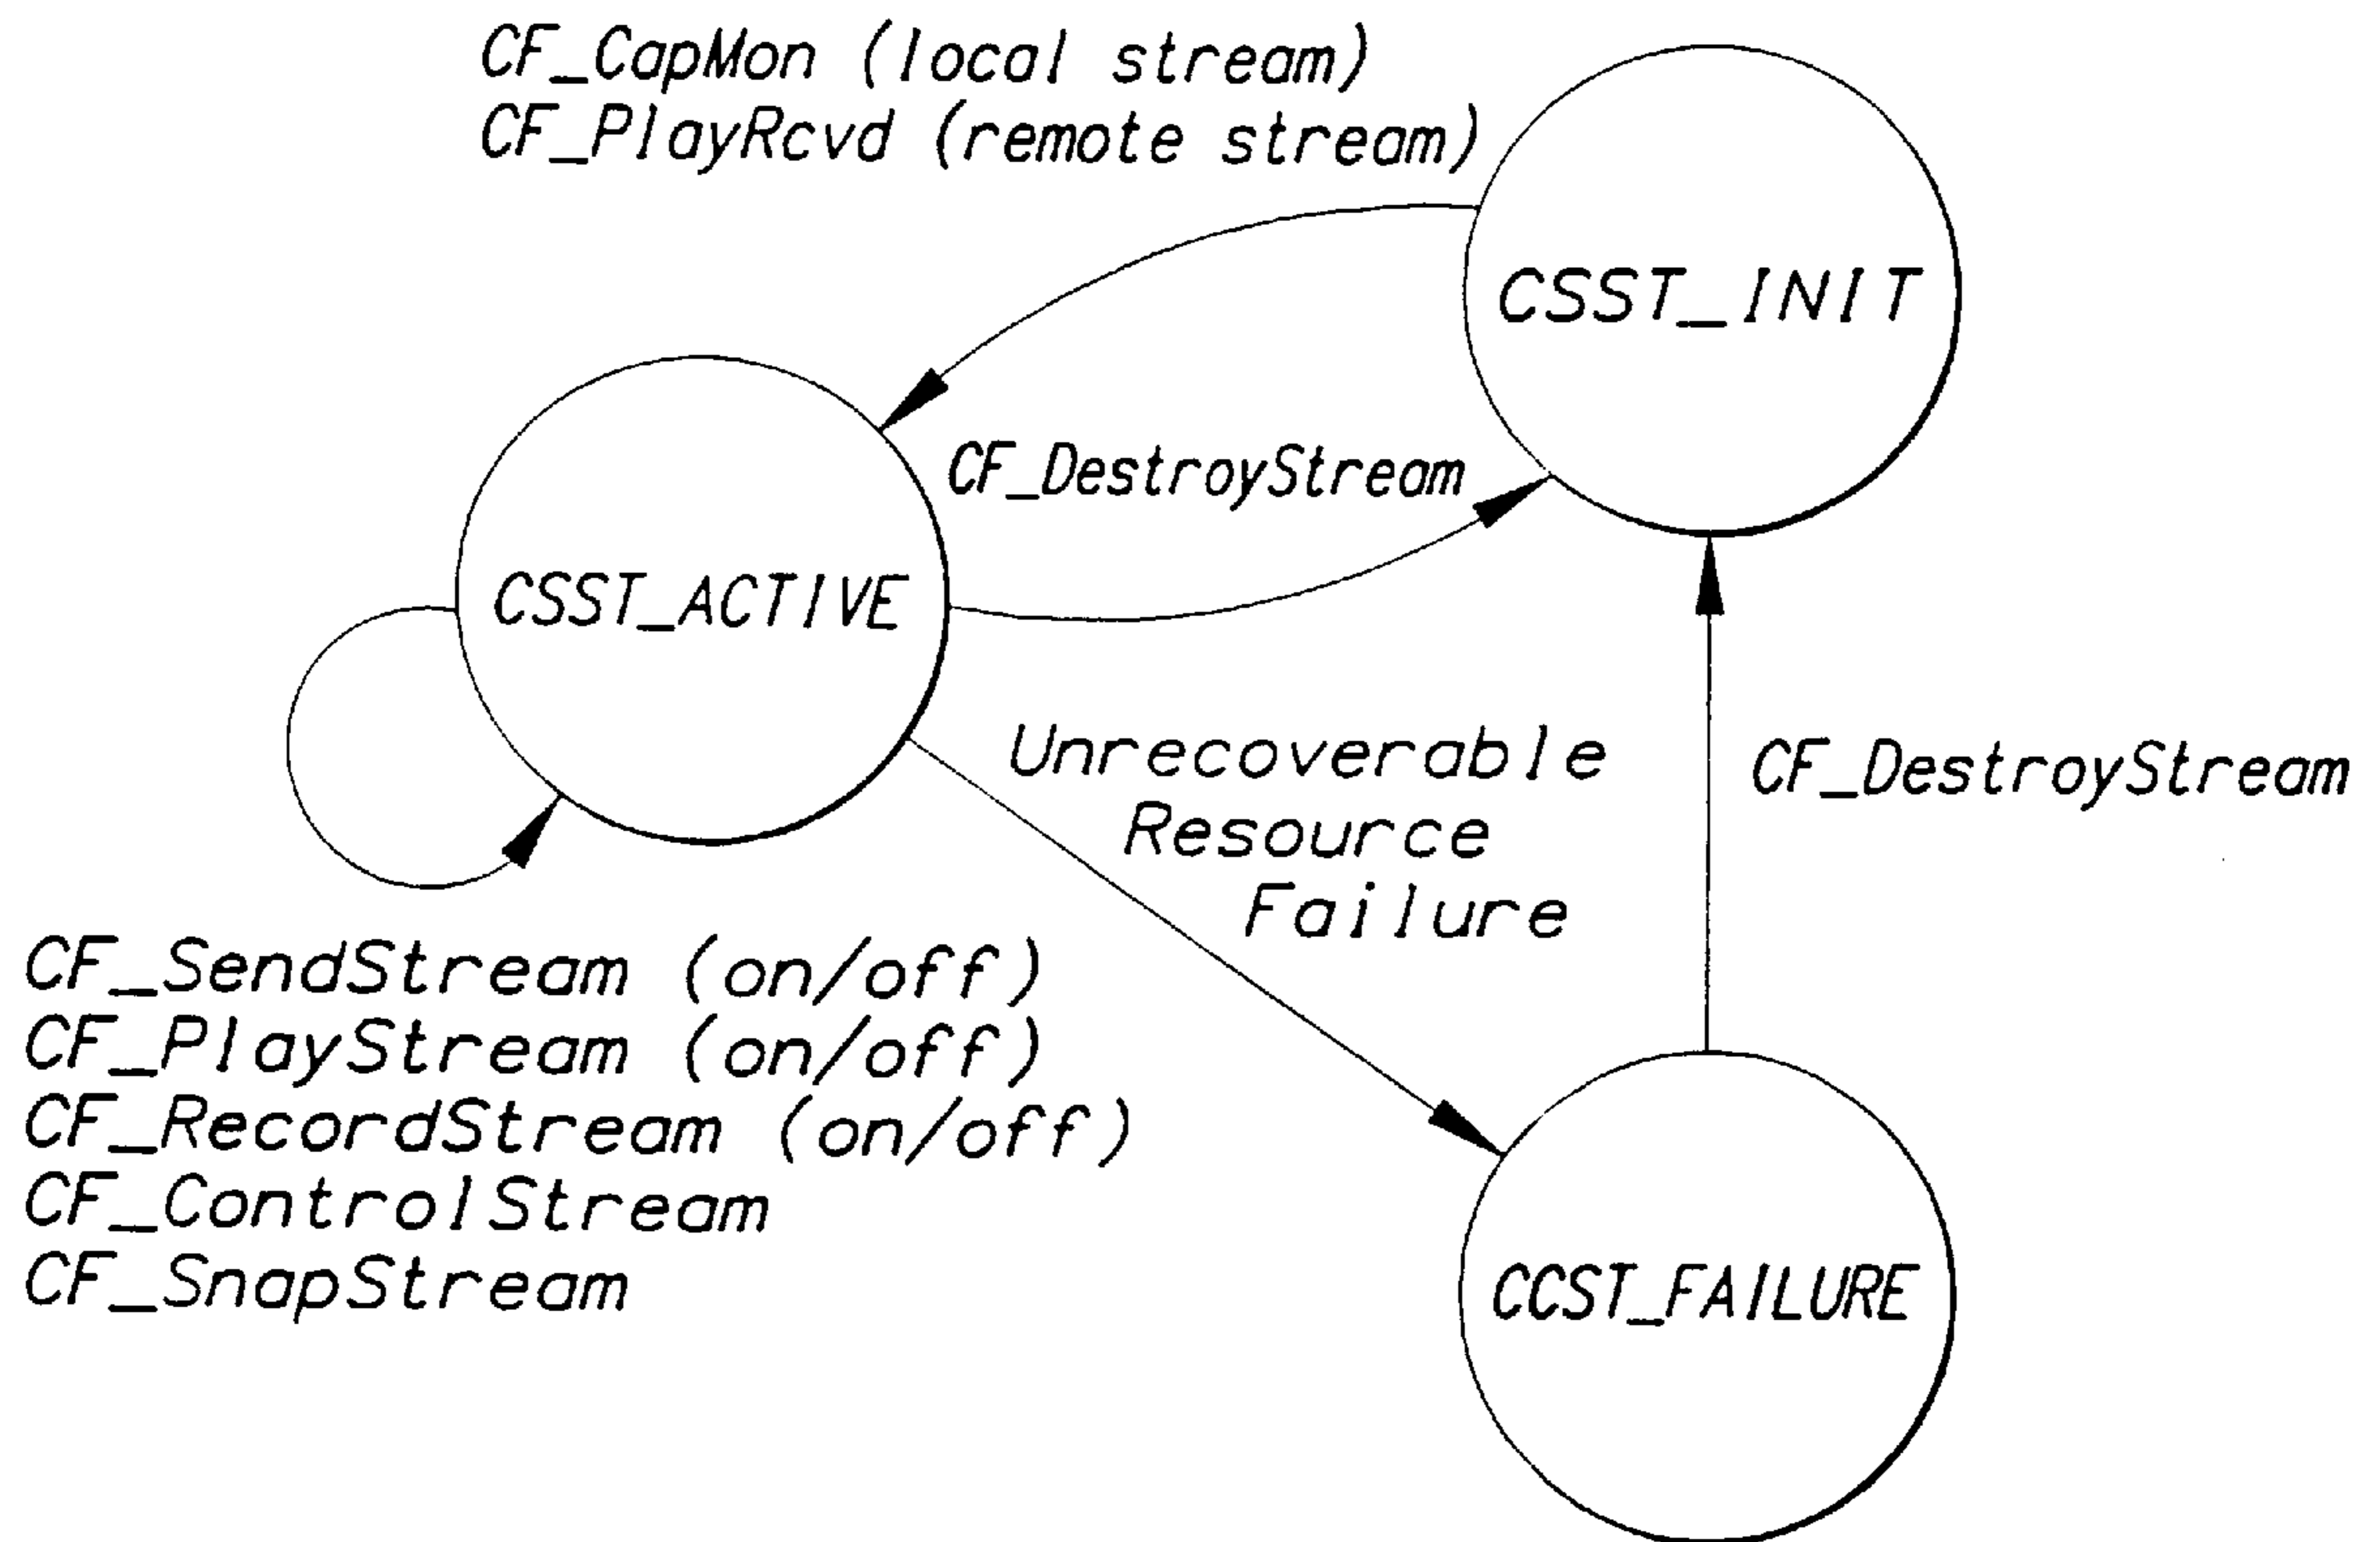 CF_CapMon (local stream)
CF_PlayRcvd (remote stream)
CSST_INIT
CF_DestroyStream
CSST_ACTIVE
Unrecoverable
Resource
Failure
CF_DestroyStream
CF_SendStream (on/off)
CF_PlayStream (on/off)
CF_RecordStream (on/off)
CF_ControlStream
CF_SnapStream
CCST_FAILURE